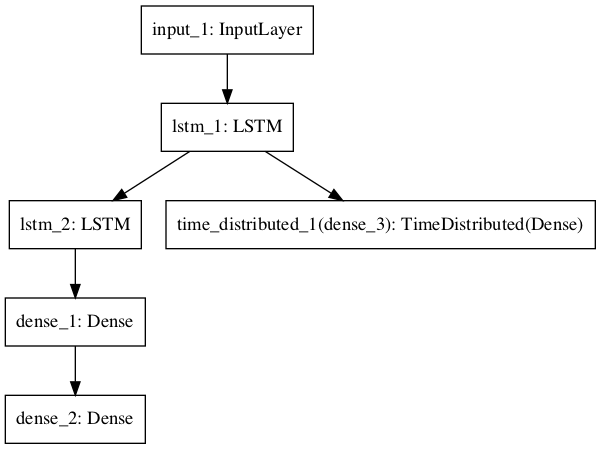 input_1: InputLayer
lstm_1: LSTM
lstm_2: LSTM
time_distributed_1(dense_3): TimeDistributed(Dense)
dense_1: Dense
dense_2: Dense